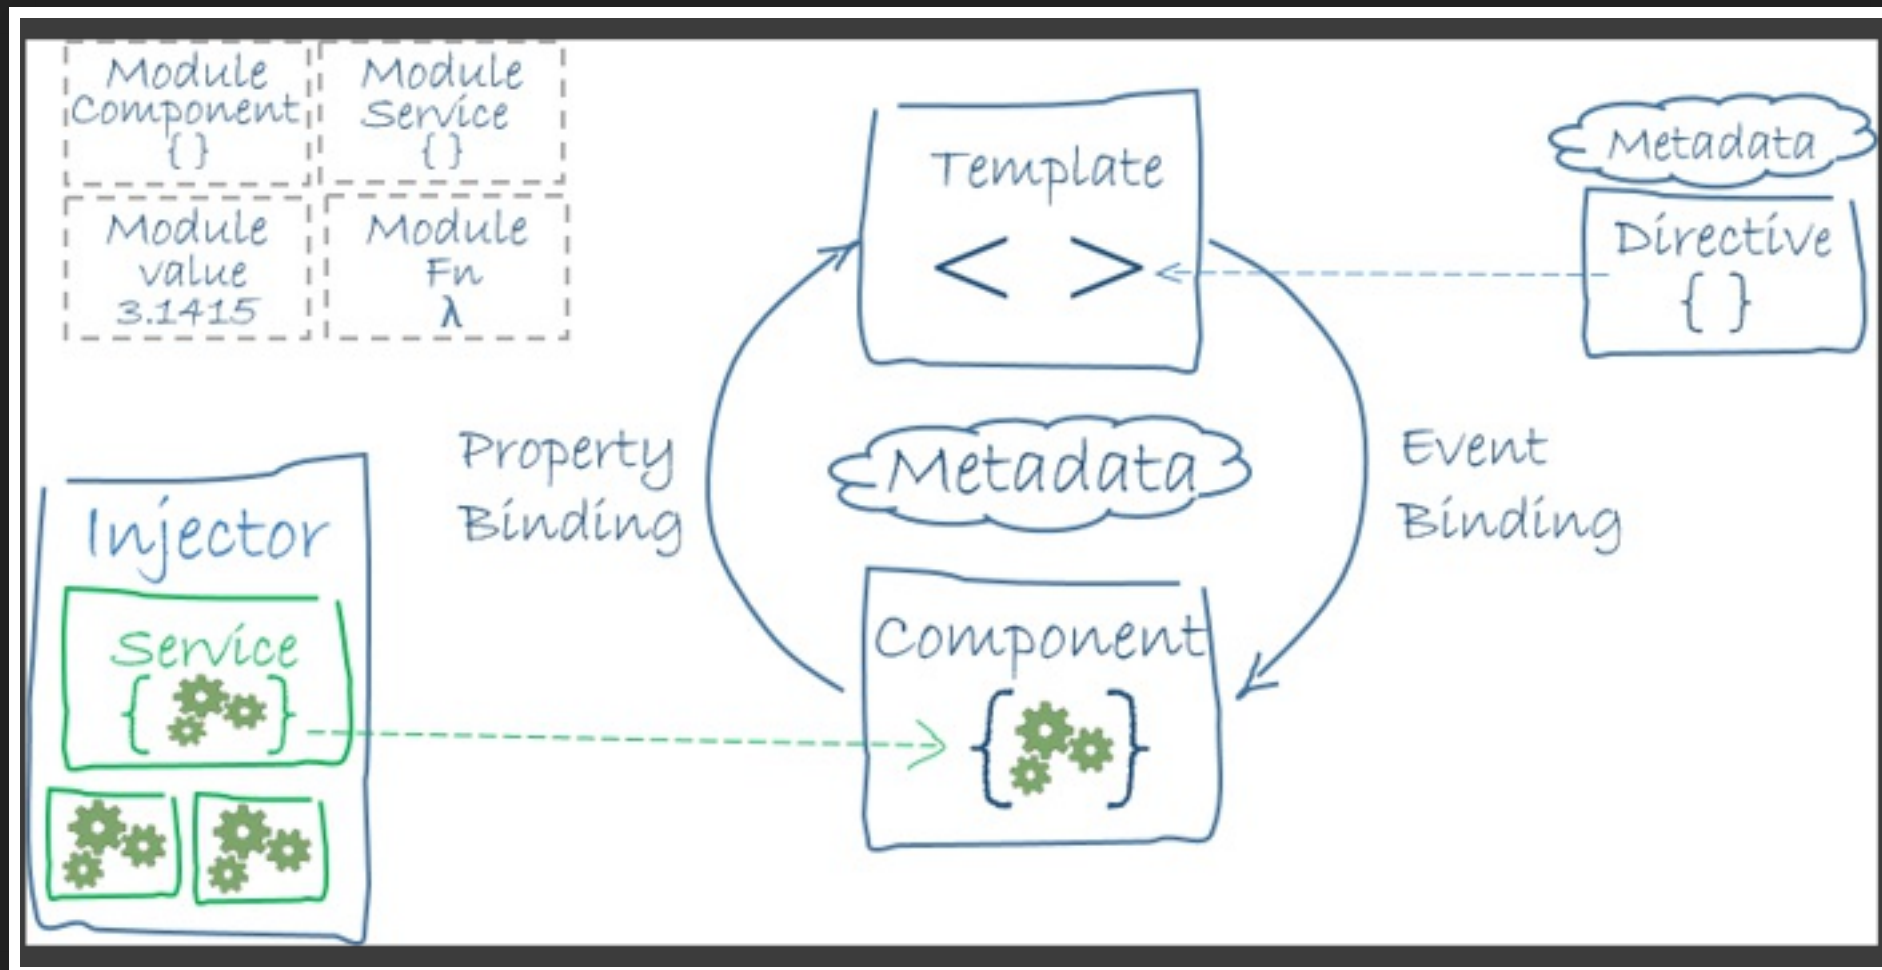 Module
Component
{ }
Module
Service
{ }
Module
value
3.1415
Module
Fn
λ
Template
< >
Metadata
Directive
{ }
Property
Binding
Metadata
Event
Binding
Injector
Service
{ }
Component
{ }